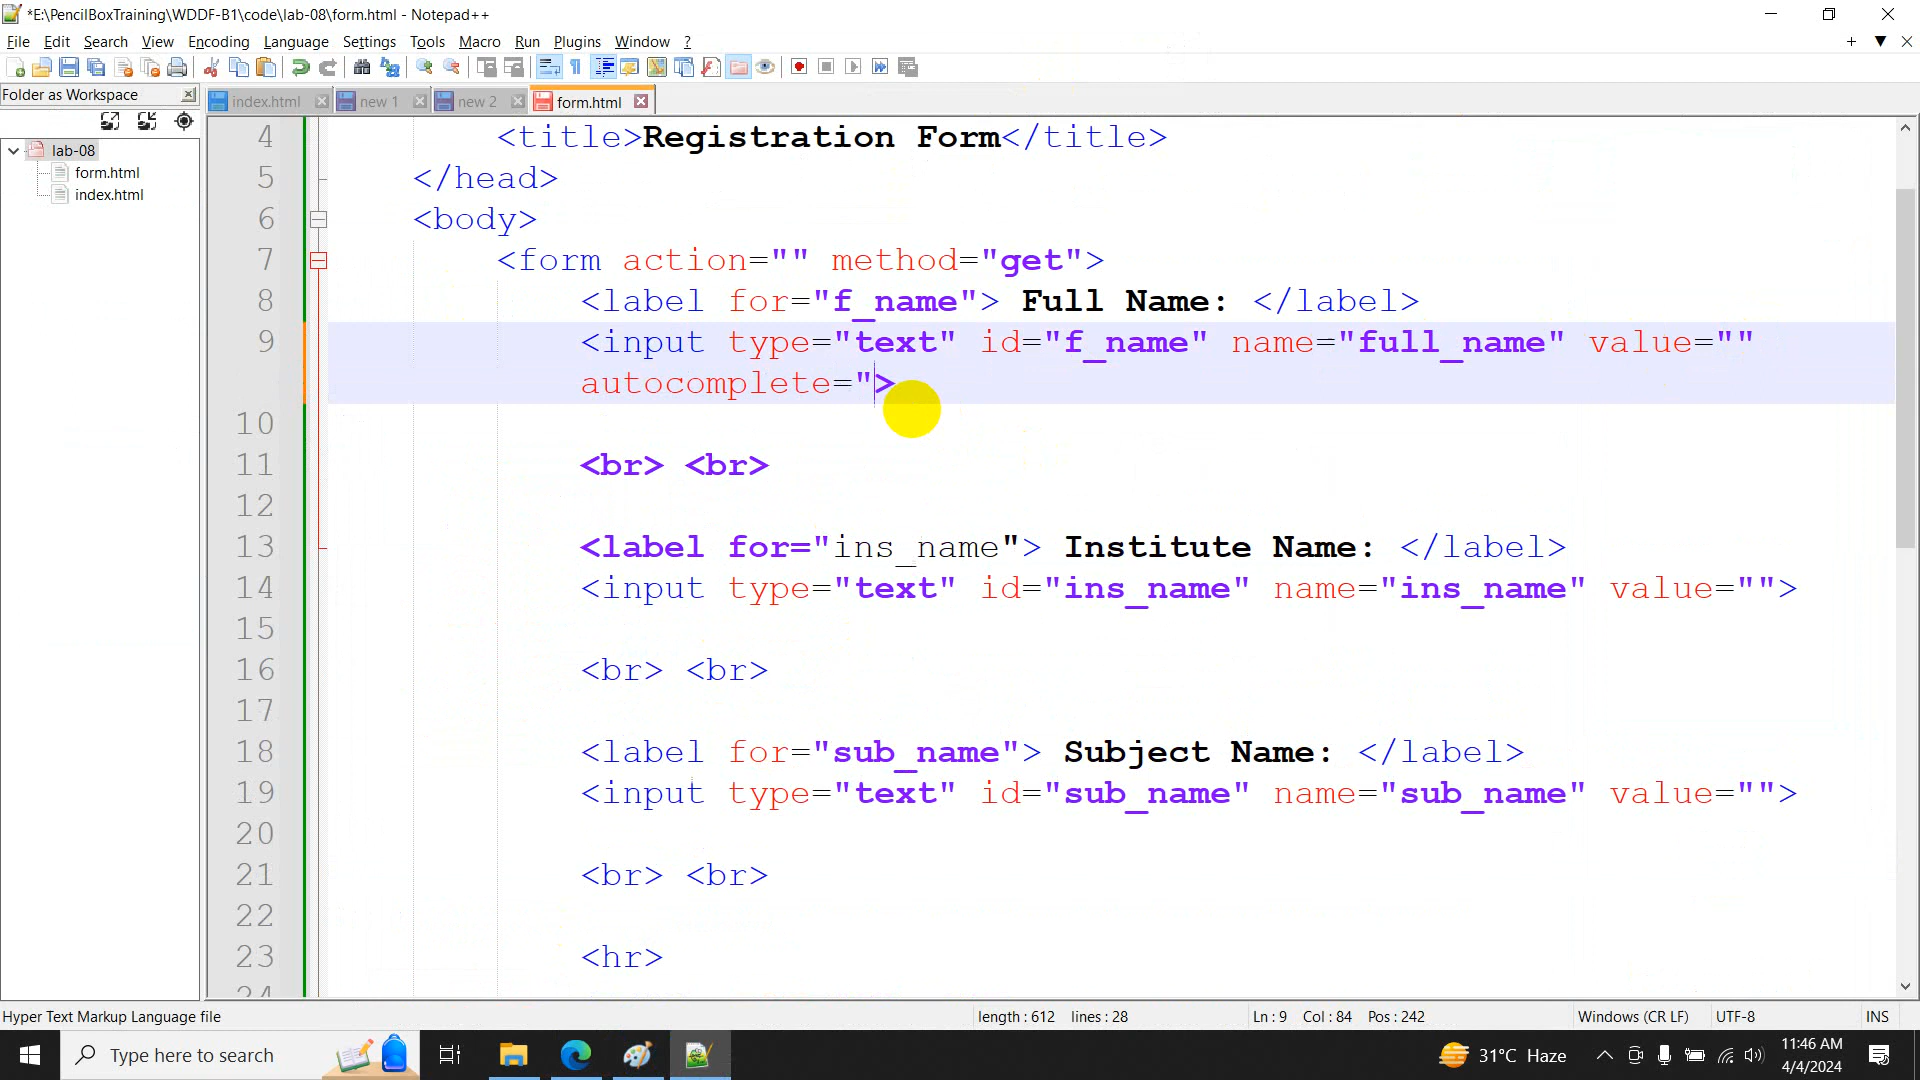 *E:\PencilBoxTraining\WDDF-B1\code\lab-08\form.html - Notepad++
File Edit Search View Encoding Language Settings Tools Macro Run Plugins Window ?
Folder as Workspace
index.html new 1 new 2 form.html
lab-08
form.html
index.html
4 <title>Registration Form</title>
5 </head>
6 <body>
7 <form action="" method="get">
8 <label for="f_name"> Full Name: </label>
9 <input type="text" id="f_name" name="full_name" value=""
autocomplete=">
10
11 <br> <br>
12
13 <label for="ins_name"> Institute Name: </label>
14 <input type="text" id="ins_name" name="ins_name" value="">
15
16 <br> <br>
17
18 <label for="sub_name"> Subject Name: </label>
19 <input type="text" id="sub_name" name="sub_name" value="">
20
21 <br> <br>
22
23 <hr>
24
Hyper Text Markup Language file length : 612 lines : 28 Ln : 9 Col : 84 Pos : 242 Windows (CR LF) UTF-8 INS
Type here to search 31°C Haze 11:46 AM
4/4/2024